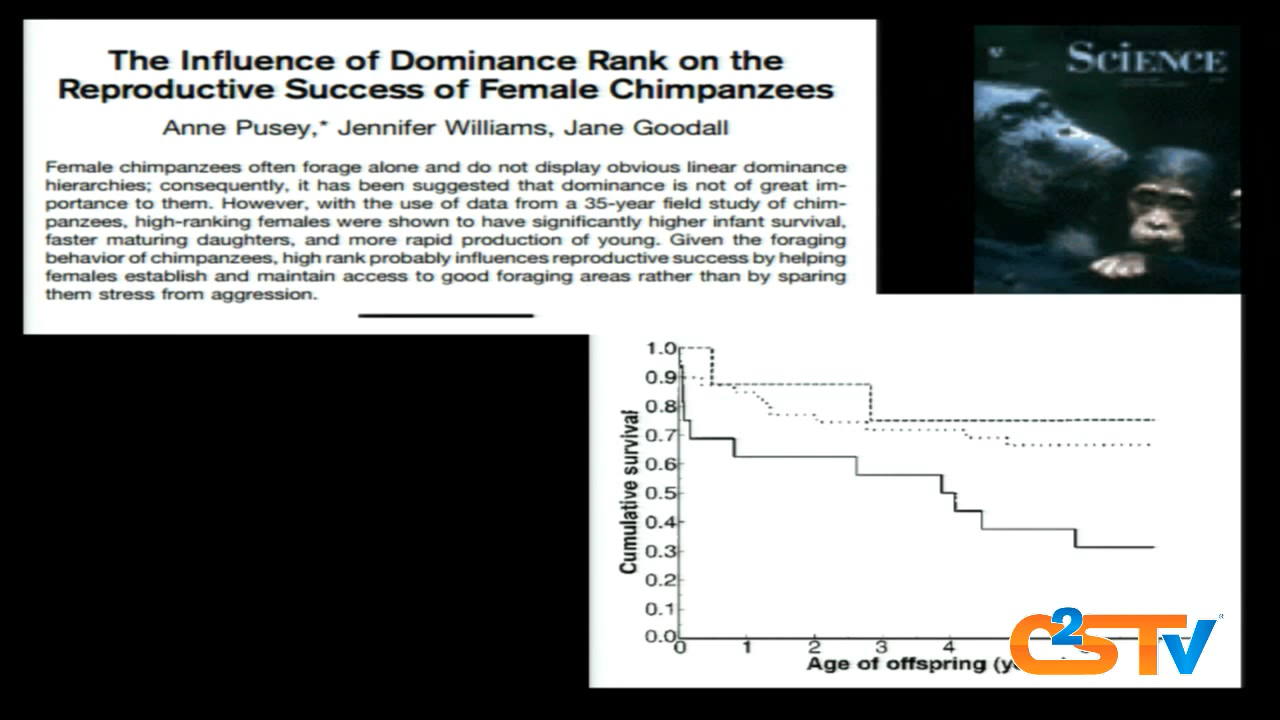 The Influence of Dominance Rank on the
Reproductive Success of Female Chimpanzees
Anne Pusey,* Jennifer Williams, Jane Goodall
Female chimpanzees often forage alone and do not display obvious linear dominance
hierarchies; consequently, it has been suggested that dominance is not of great im-
portance to them. However, with the use of data from a 35-year field study of chim-
panzees, high-ranking females were shown to have significantly higher infant survival,
faster maturing daughters, and more rapid production of young. Given the foraging
behavior of chimpanzees, high rank probably influences reproductive success by helping
females establish and maintain access to good foraging areas rather than by sparing
them stress from aggression.
SCIENCE
1.0
0.9
0.8
0.7
0.6
0.5
0.4
0.3
0.2
0.1
0.0
Cumulative survival
0 1 2 3 4
Age of offspring (y
C2STV®